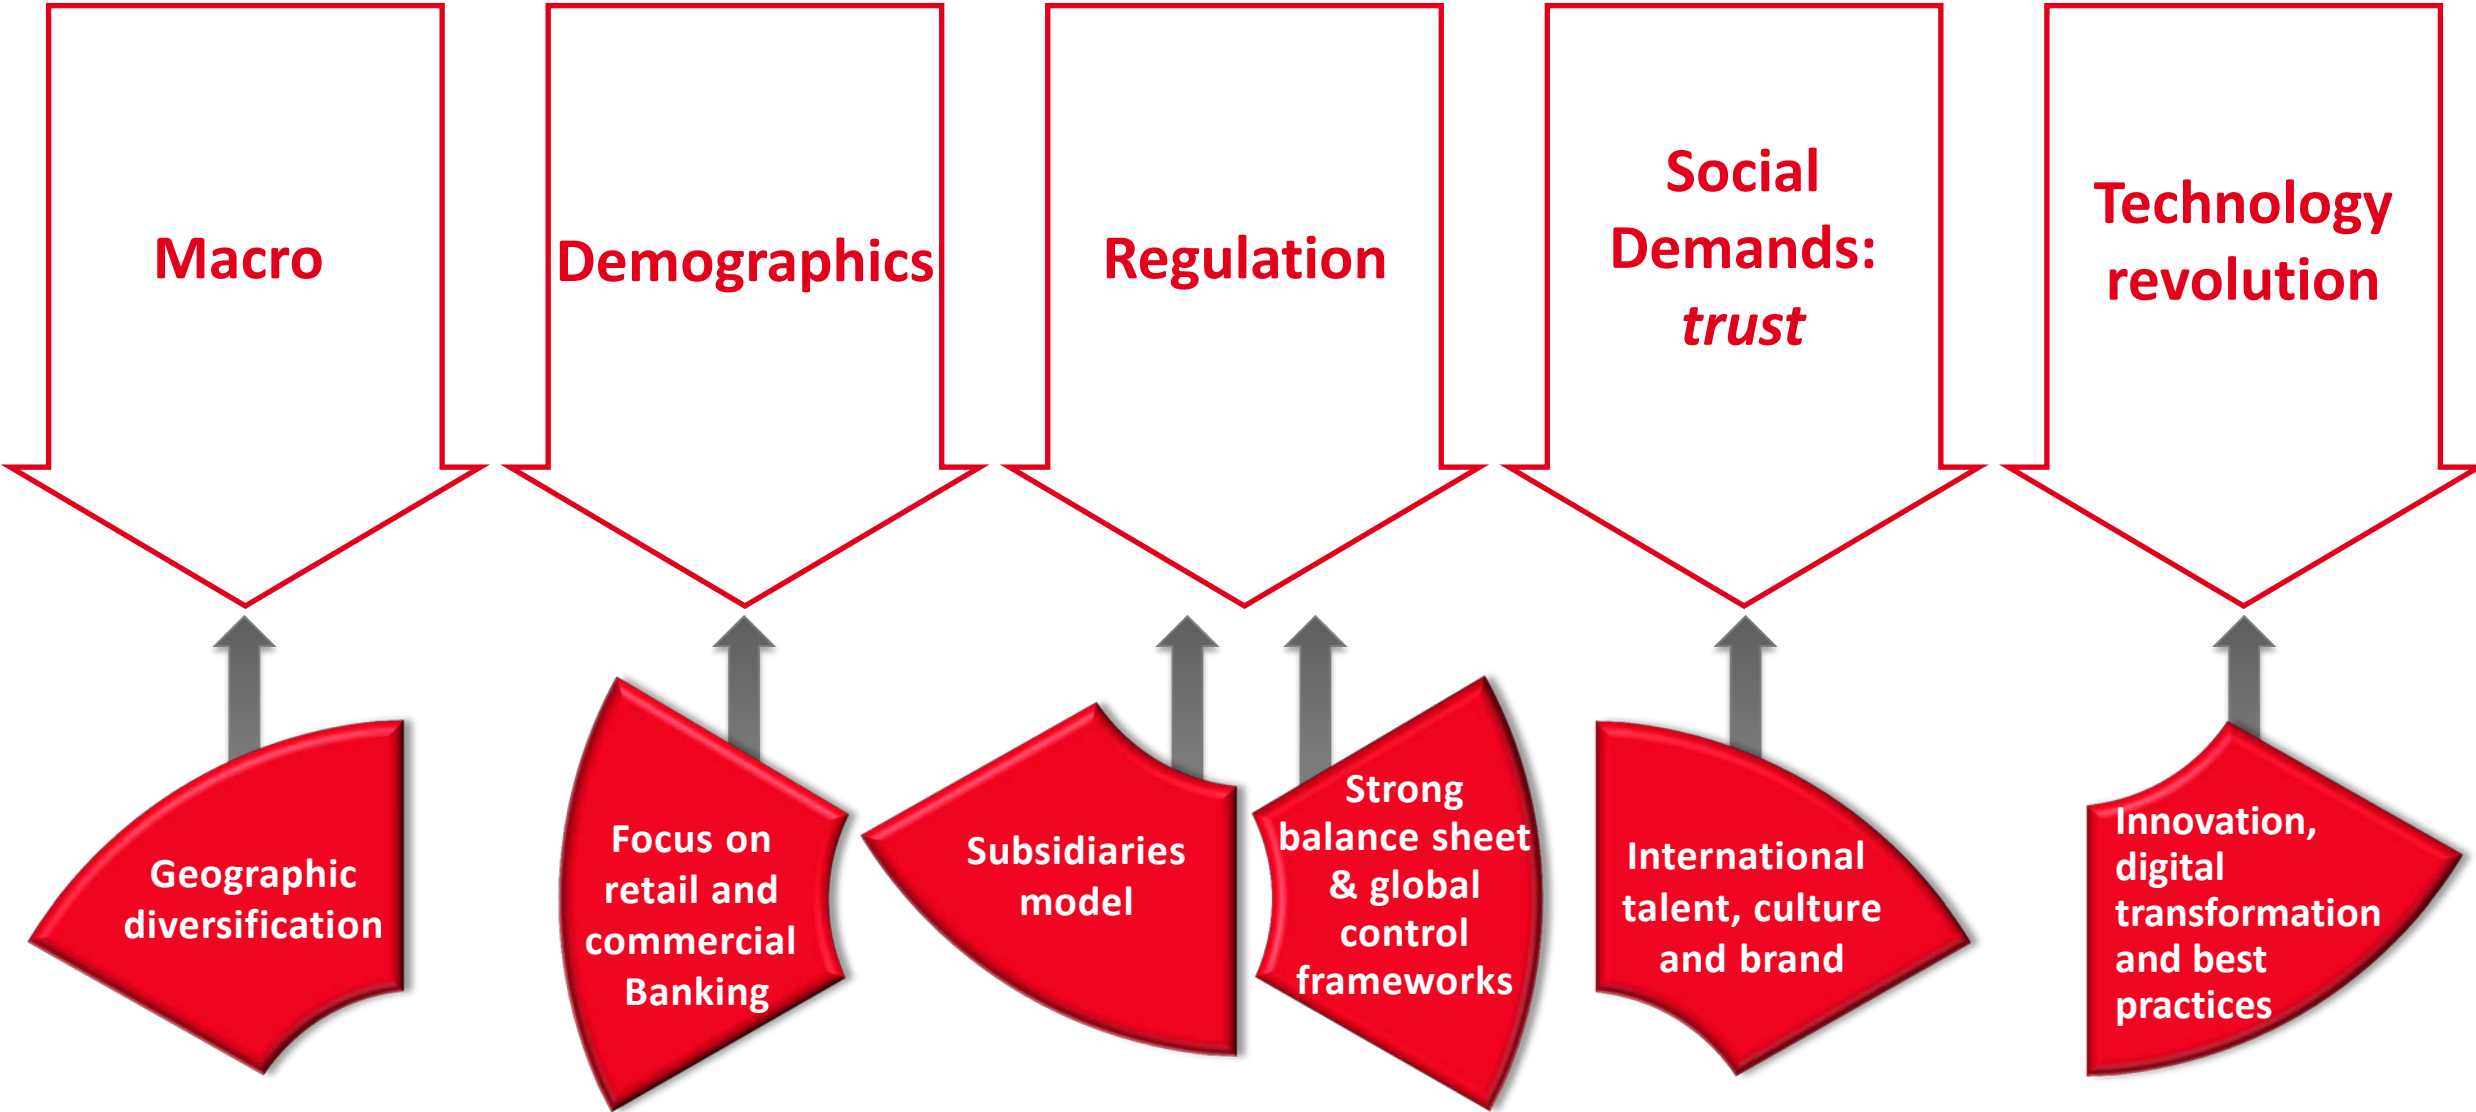 Macro
Demographics
Regulation
Social
Demands:
trust
Technology
revolution
Geographic
diversification
Focus on
retail and
commercial
Banking
Subsidiaries
model
Strong
balance sheet
& global
control
frameworks
International
talent, culture
and brand
Innovation,
digital
transformation
and best
practices